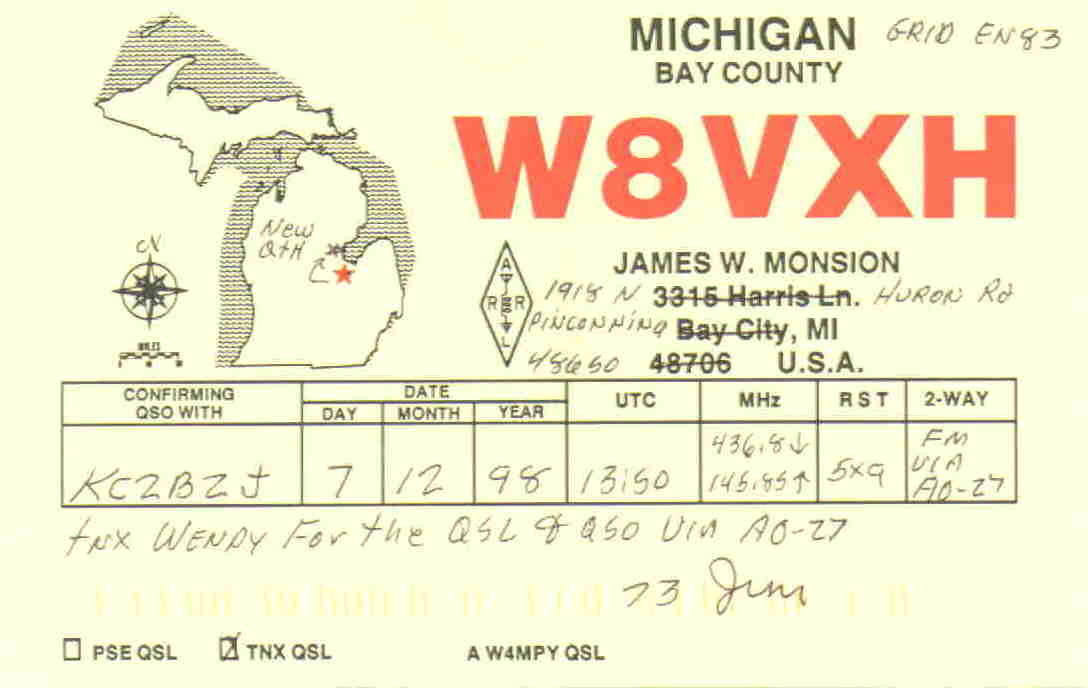 MICHIGAN GRID EN83
BAY COUNTY
W8VXH
New
QTH
N
MILES
A
R R
L
JAMES W. MONSION
1918 N 3315 Harris Ln. HURON Rd
PINCONNING Bay City, MI
48650 48706 U.S.A.
CONFIRMING QSO WITH DATE UTC MHz RST 2-WAY
DAY MONTH YEAR
KC2BZJ 7 12 98 13:50 436.8↓ 145.85↑ 5x9 FM VIA AO-27
TNX WENDY For the QSL & QSO VIA AO-27
73 Jim
PSE QSL TNX QSL A W4MPY QSL